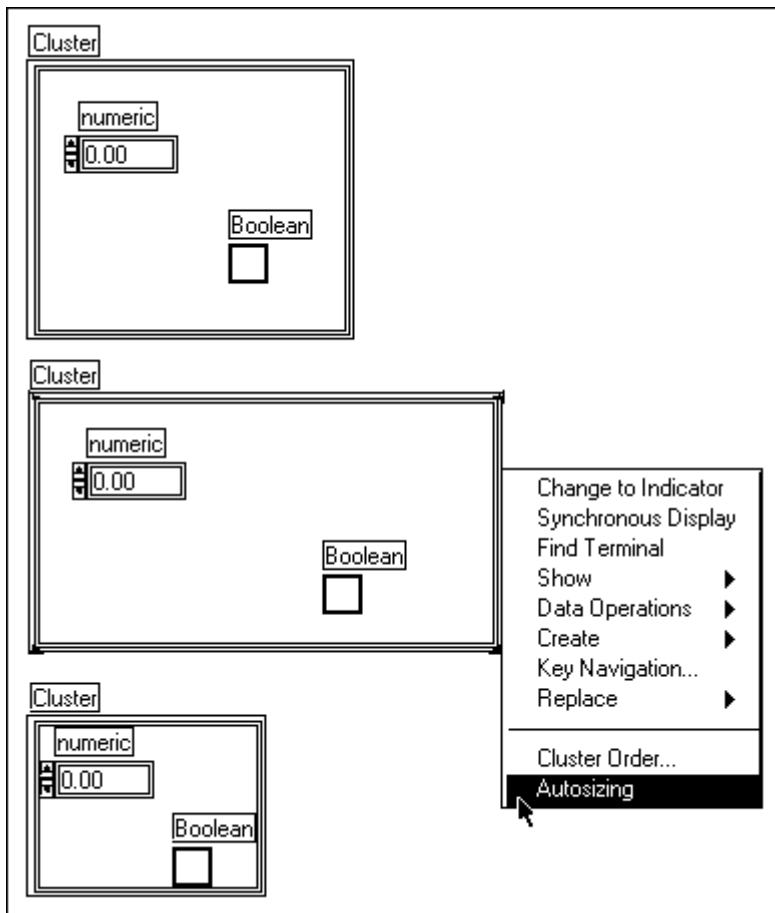 Cluster
numeric
0.00
Boolean
Cluster
numeric
0.00
Boolean
Change to Indicator
Synchronous Display
Find Terminal
Show
Data Operations
Create
Key Navigation...
Replace
Cluster Order...
Autosizing
Cluster
numeric
0.00
Boolean